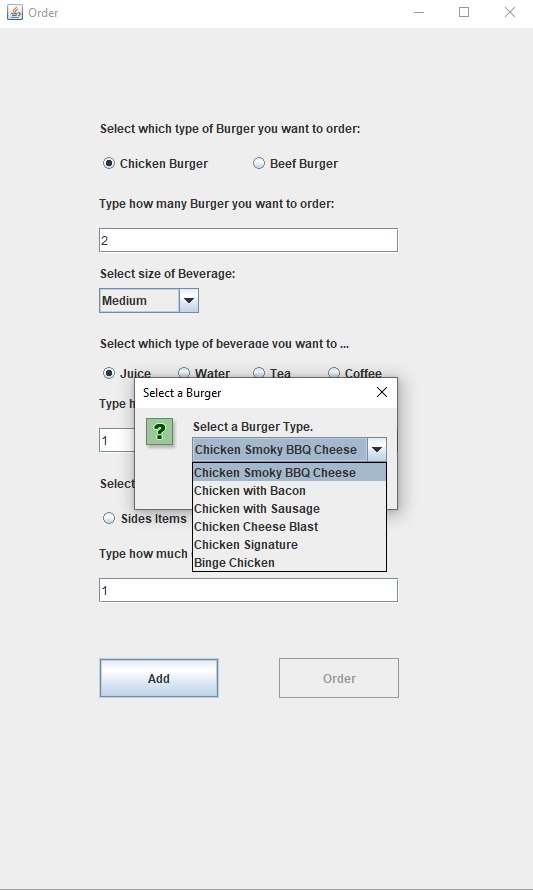 Order
Select which type of Burger you want to order:
Chicken Burger Beef Burger
Type how many Burger you want to order:
2
Select size of Beverage:
Medium
Select which type of beverage you want to ...
Juice Water Tea Coffee
Select a Burger
Type
?
Select a Burger Type.
1
Chicken Smoky BBQ Cheese
Chicken Smoky BBQ Cheese
Select
Chicken with Bacon
Chicken with Sausage
Sides Items
Chicken Cheese Blast
Chicken Signature
Type how much
Binge Chicken
1
Add Order